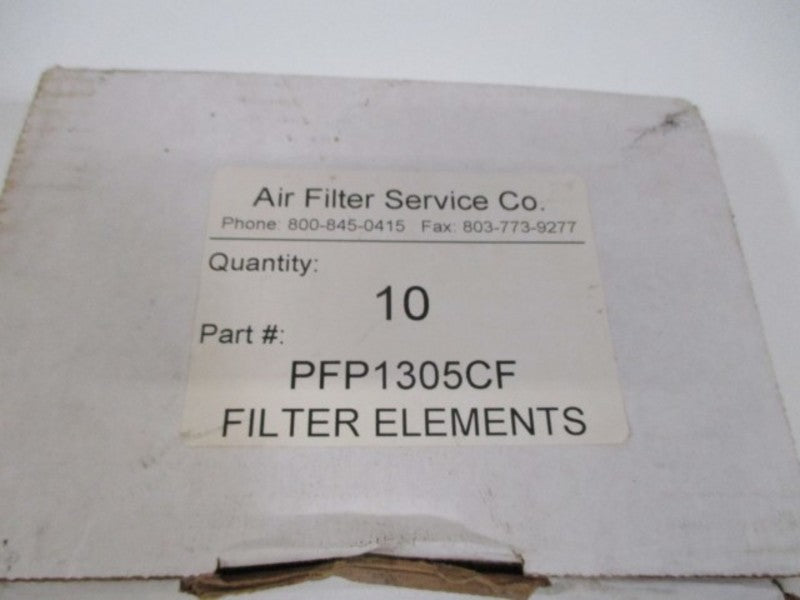 Air Filter Service Co.
Phone: 800-845-0415 Fax: 803-773-9277
Quantity:
10
Part #:
PFP1305CF
FILTER ELEMENTS